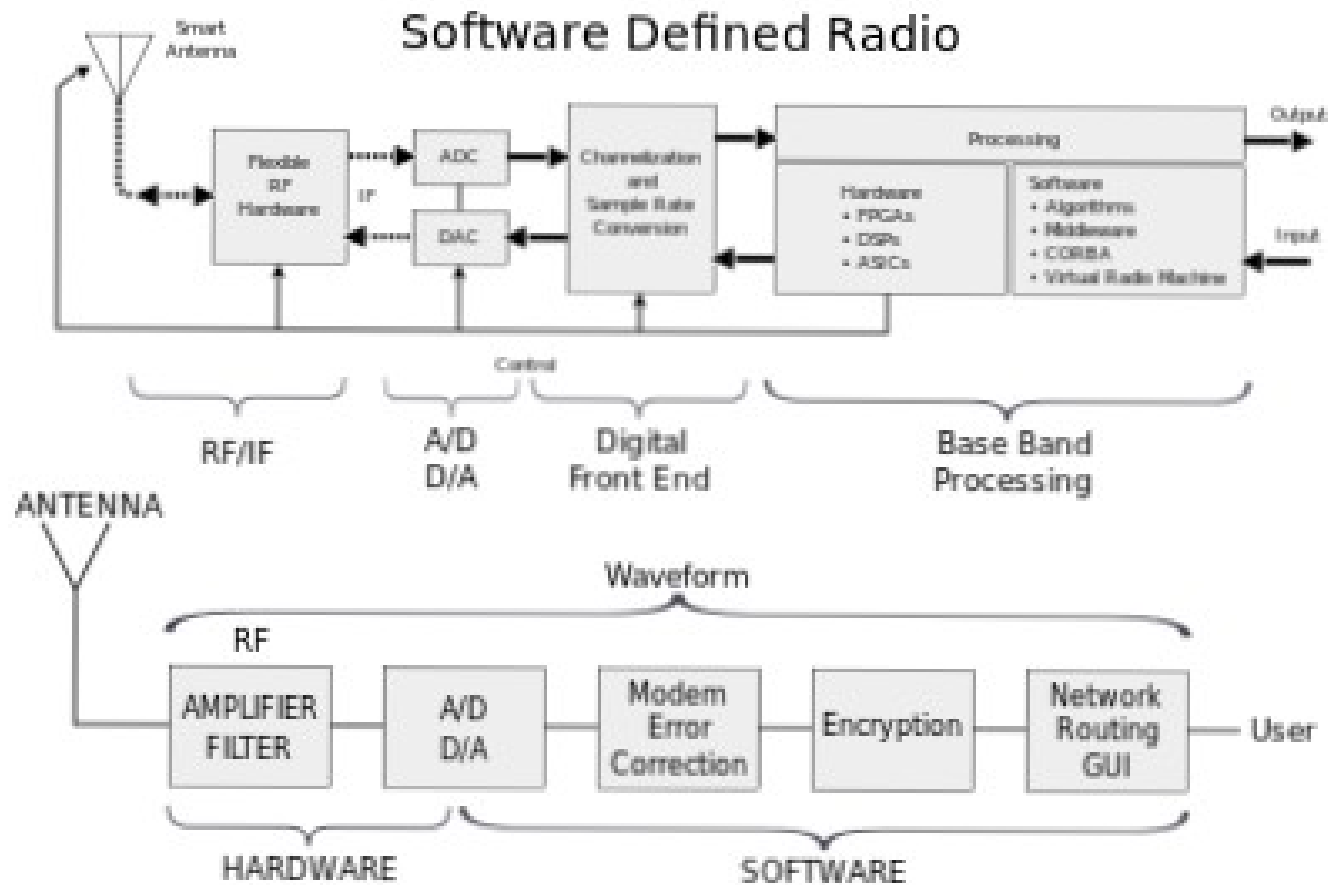 Software Defined Radio
Smart
Antenna
Flexible
RF
Hardware
IF
ADC
DAC
Channelization
and
Sample Rate
Conversion
Processing
Hardware
• FPGAs
• DSPs
• ASICs
Software
• Algorithms
• Middleware
• CORBA
• Virtual Radio Machine
Output
Input
Control
RF/IF
A/D
D/A
Digital
Front End
Base Band
Processing
ANTENNA
Waveform
RF
AMPLIFIER
FILTER
A/D
D/A
Modem
Error
Correction
Encryption
Network
Routing
GUI
User
HARDWARE
SOFTWARE